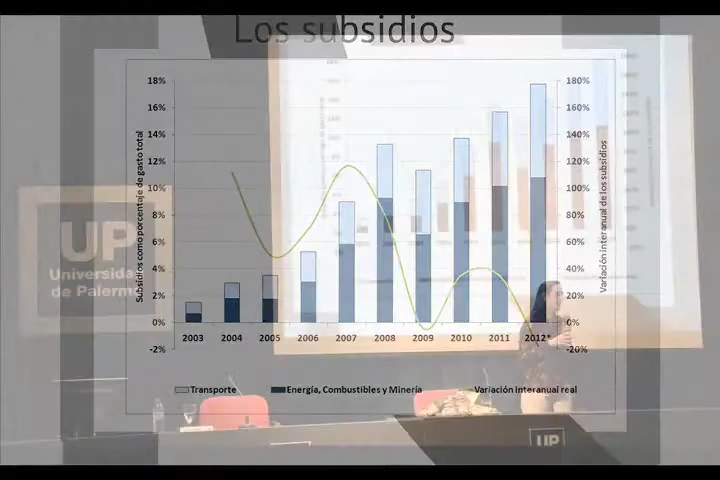 Los subsidios
18%
16%
14%
12%
10%
8%
6%
4%
2%
0%
-2%
Subsidios como porcentaje de gasto total
180%
160%
140%
120%
100%
80%
60%
40%
20%
0%
-20%
Variación interanual de los subsidios
2003 2004 2005 2006 2007 2008 2009 2010 2011 2012*
Transporte Energía, Combustibles y Minería Variación interanual real
UP
Universida
de Palerm
UP